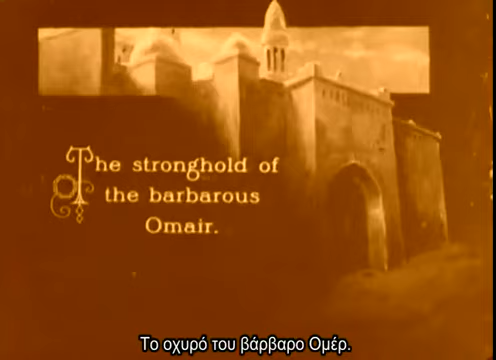 The stronghold of
the barbarous
Omair.
Το οχυρό του βάρβαρο Ομέρ.